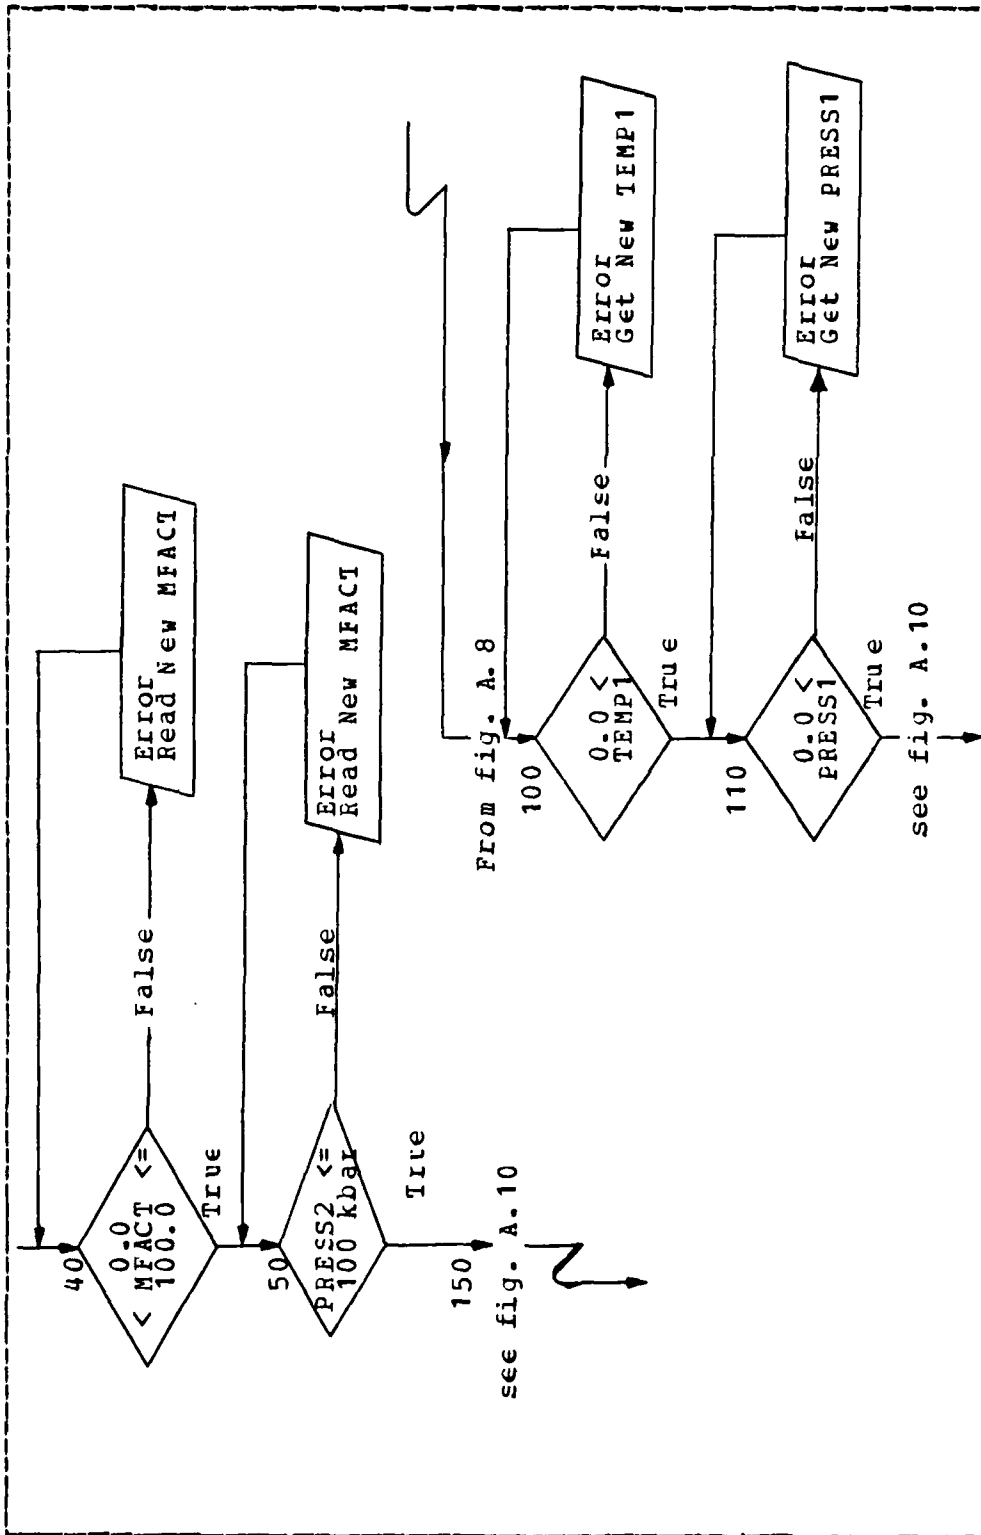 40
0.0
< MFACT <=
100.0
False
Error
Read New MFACT
True
50
PRESS2 <=
100 kbar
False
Error
Read New MFACT
True
150
see fig. A.10
From fig. A.8
100
0.0 <
TEMP1
False
Error
Get New TEMP1
True
110
0.0 <
PRESS1
False
Error
Get New PRESS1
True
see fig. A.10